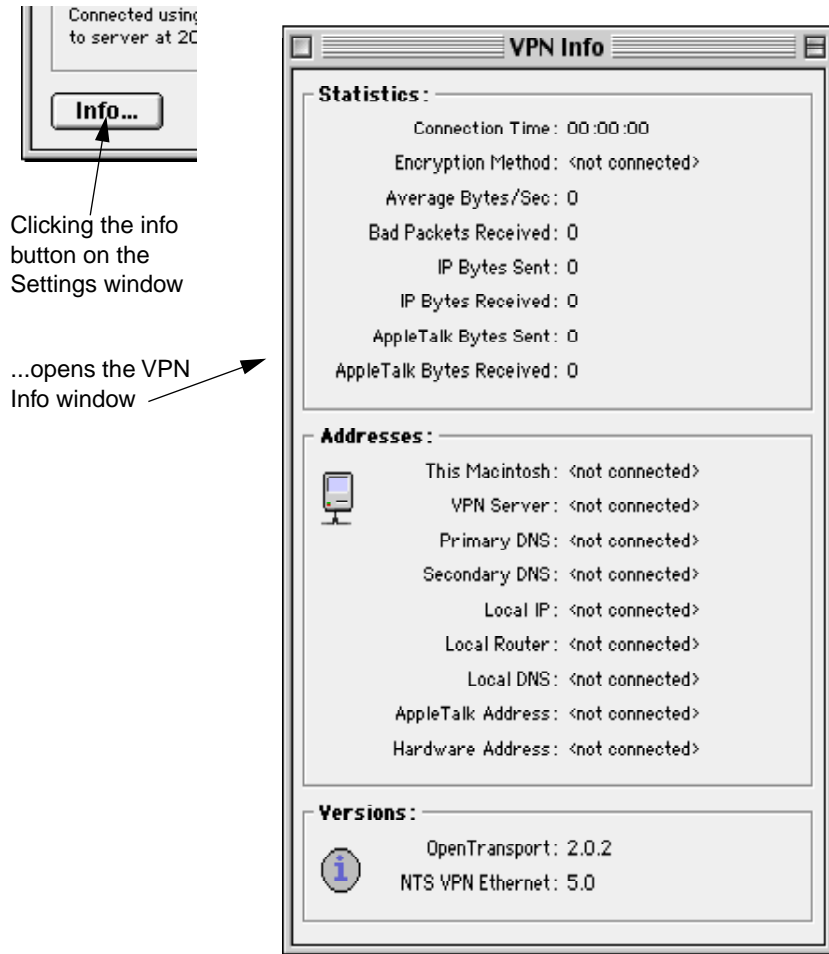 Connected using
to server at 20
Info...
Clicking the info
button on the
Settings window
...opens the VPN
Info window
VPN Info
Statistics:
Connection Time: 00:00:00
Encryption Method: <not connected>
Average Bytes/Sec: 0
Bad Packets Received: 0
IP Bytes Sent: 0
IP Bytes Received: 0
AppleTalk Bytes Sent: 0
AppleTalk Bytes Received: 0
Addresses:
This Macintosh: <not connected>
VPN Server: <not connected>
Primary DNS: <not connected>
Secondary DNS: <not connected>
Local IP: <not connected>
Local Router: <not connected>
Local DNS: <not connected>
AppleTalk Address: <not connected>
Hardware Address: <not connected>
Versions:
OpenTransport: 2.0.2
NTS VPN Ethernet: 5.0